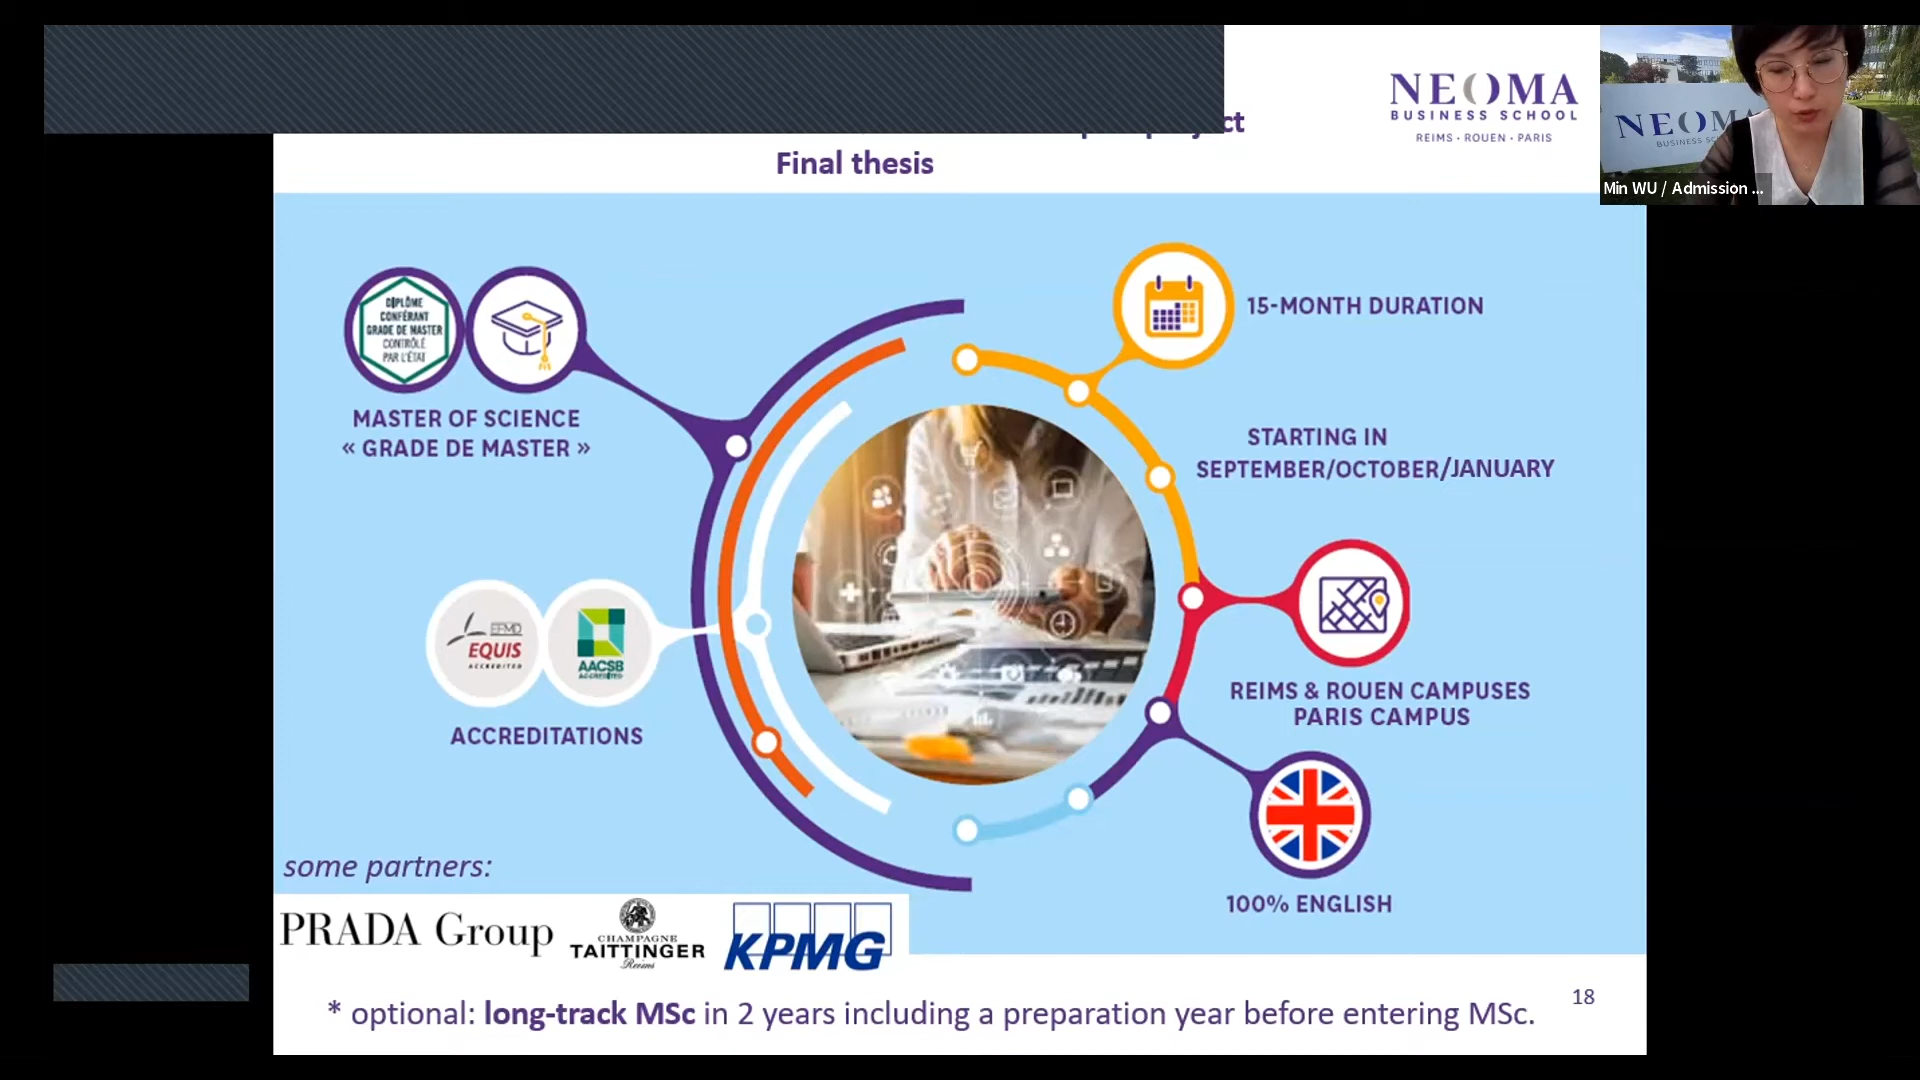 ct
Final thesis
NEOMA
BUSINESS SCHOOL
REIMS · ROUEN · PARIS
NEOMA
BUSINESS
Min WU / Admission ...
DIPLÔME
CONFÉRANT
GRADE DE MASTER
CONTRÔLÉ
PAR L'ÉTAT
MASTER OF SCIENCE
« GRADE DE MASTER »
15-MONTH DURATION
STARTING IN
SEPTEMBER/OCTOBER/JANUARY
EFMD
EQUIS
ACCREDITED
AACSB
ACCREDITED
ACCREDITATIONS
REIMS & ROUEN CAMPUSES
PARIS CAMPUS
100% ENGLISH
some partners:
PRADA Group
CHAMPAGNE
TAITTINGER
Reims
KPMG
* optional: long-track MSc in 2 years including a preparation year before entering MSc.
18